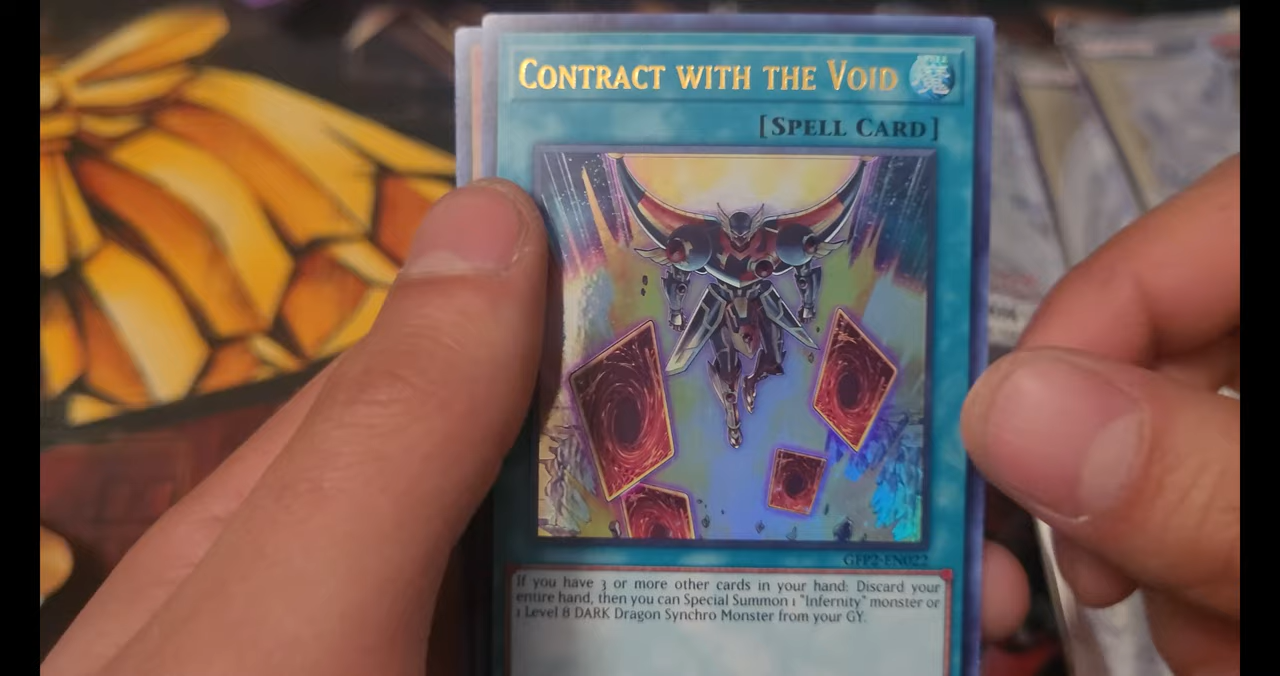 CONTRACT WITH THE VOID
[SPELL CARD]
GFP2-EN022
If you have 3 or more other cards in your hand: Discard your
entire hand, then you can Special Summon 1 "Infernity" monster or
1 Level 8 DARK Dragon Synchro Monster from your GY.